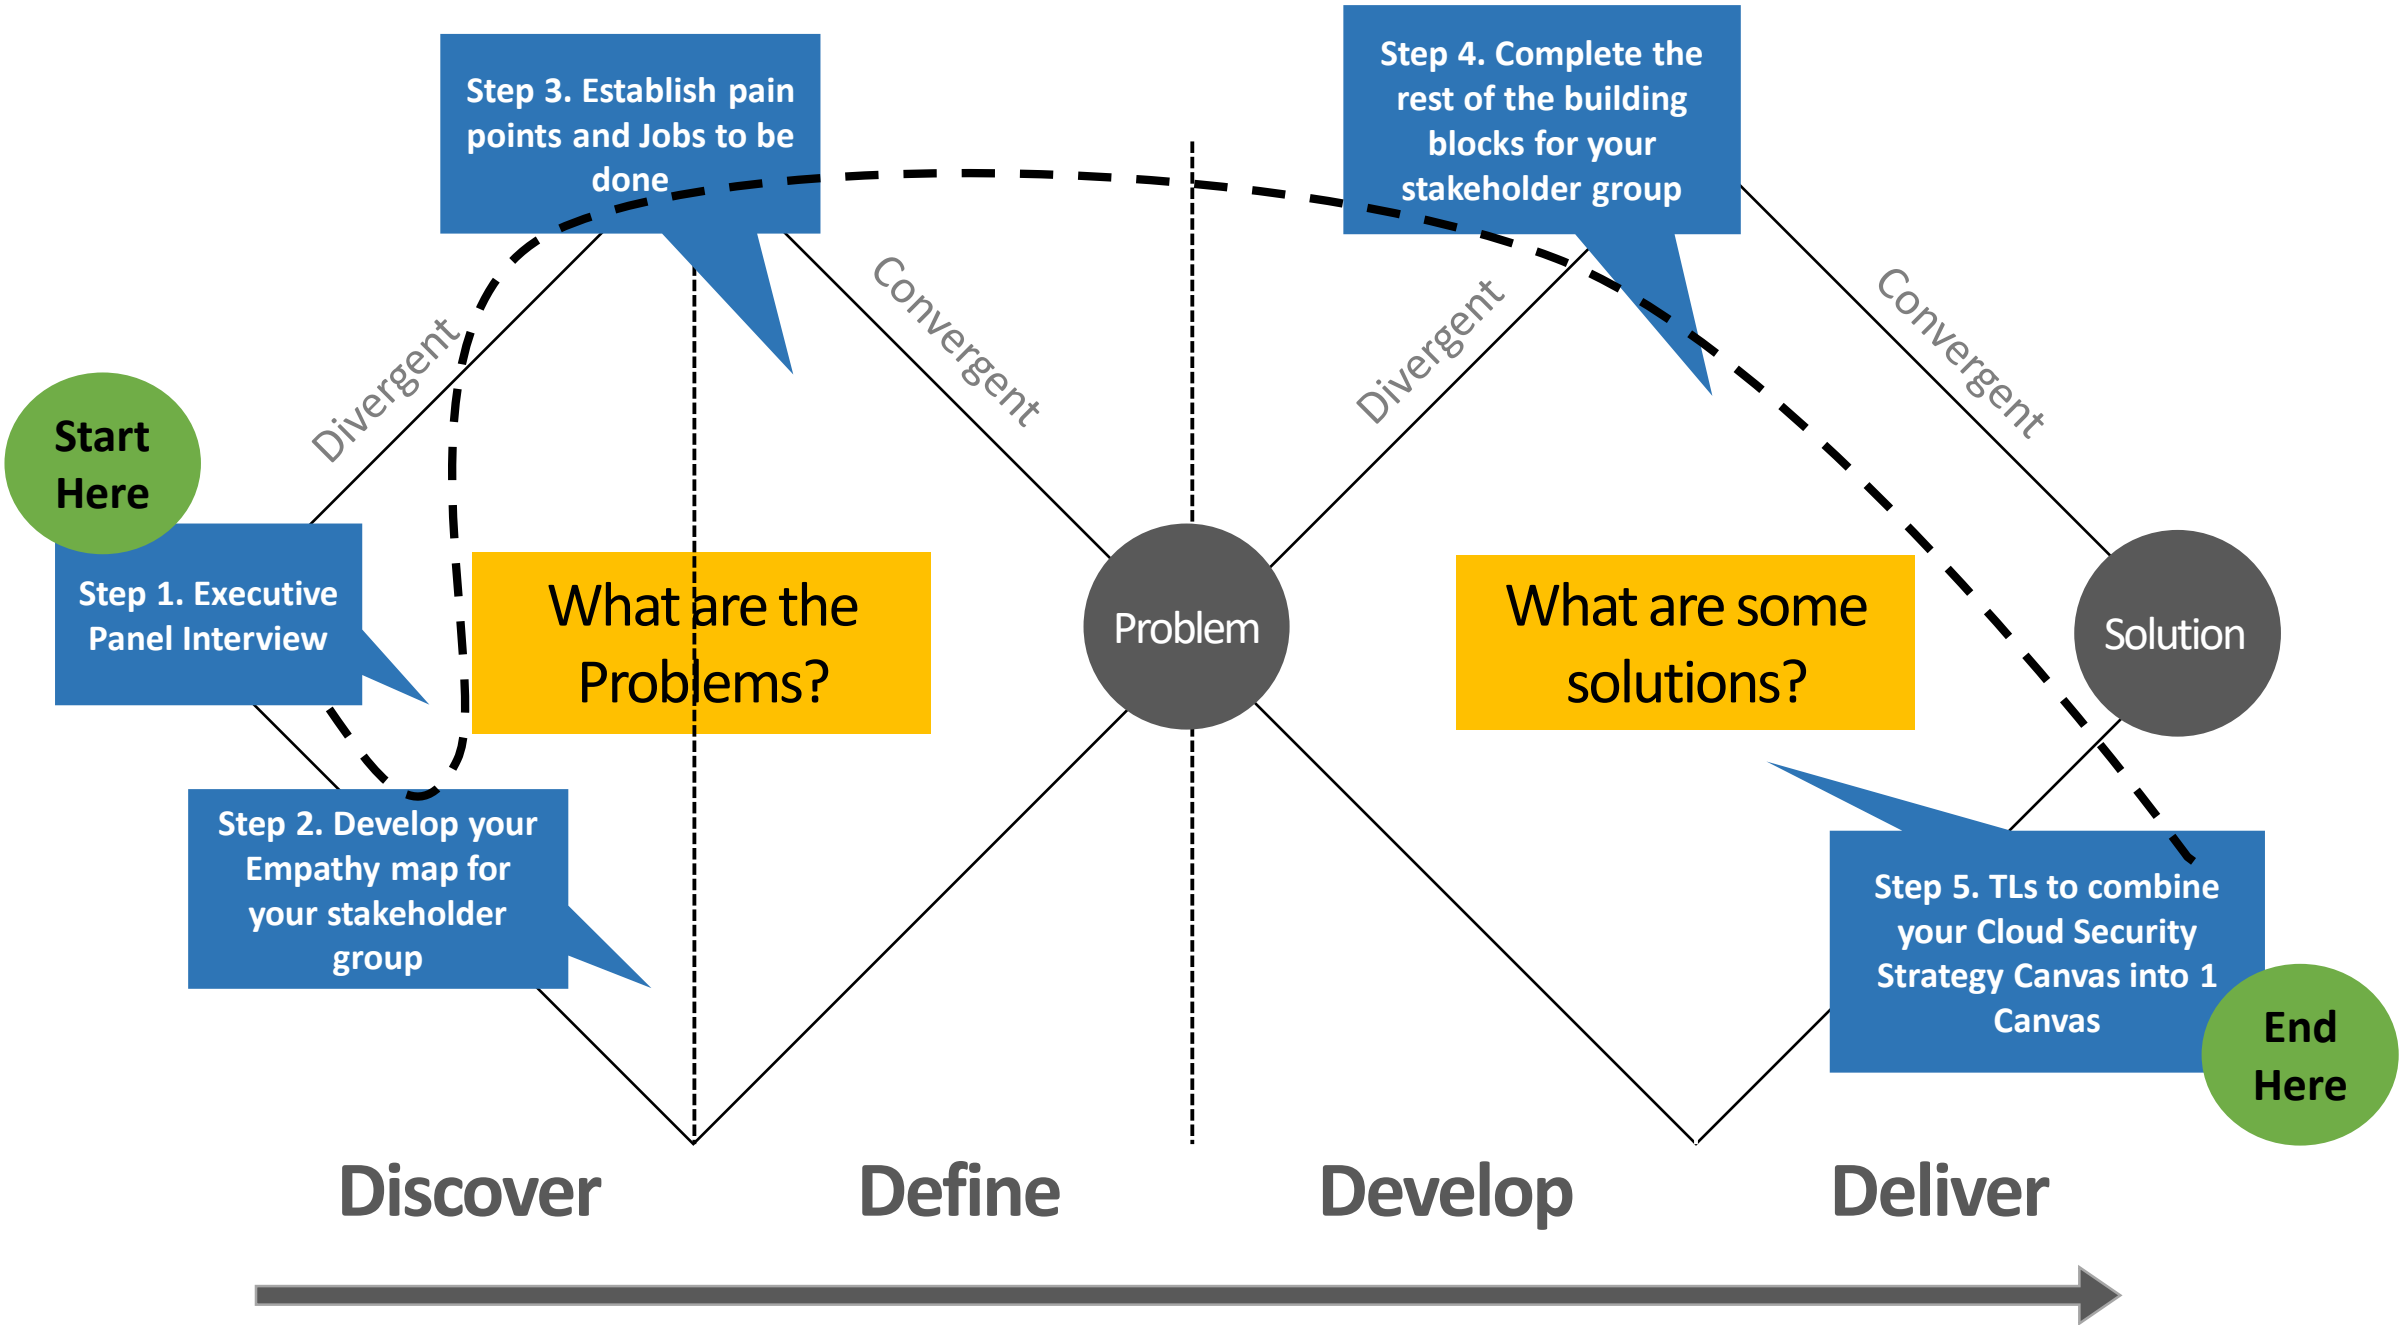 Start
Here
Step 1. Executive
Panel Interview
Step 2. Develop your
Empathy map for
your stakeholder
group
Step 3. Establish pain
points and Jobs to be
done
Divergent
Convergent
What are the
Problems?
Problem
Step 4. Complete the
rest of the building
blocks for your
stakeholder group
Divergent
Convergent
What are some
solutions?
Solution
Step 5. TLs to combine
your Cloud Security
Strategy Canvas into 1
Canvas
End
Here
Discover
Define
Develop
Deliver